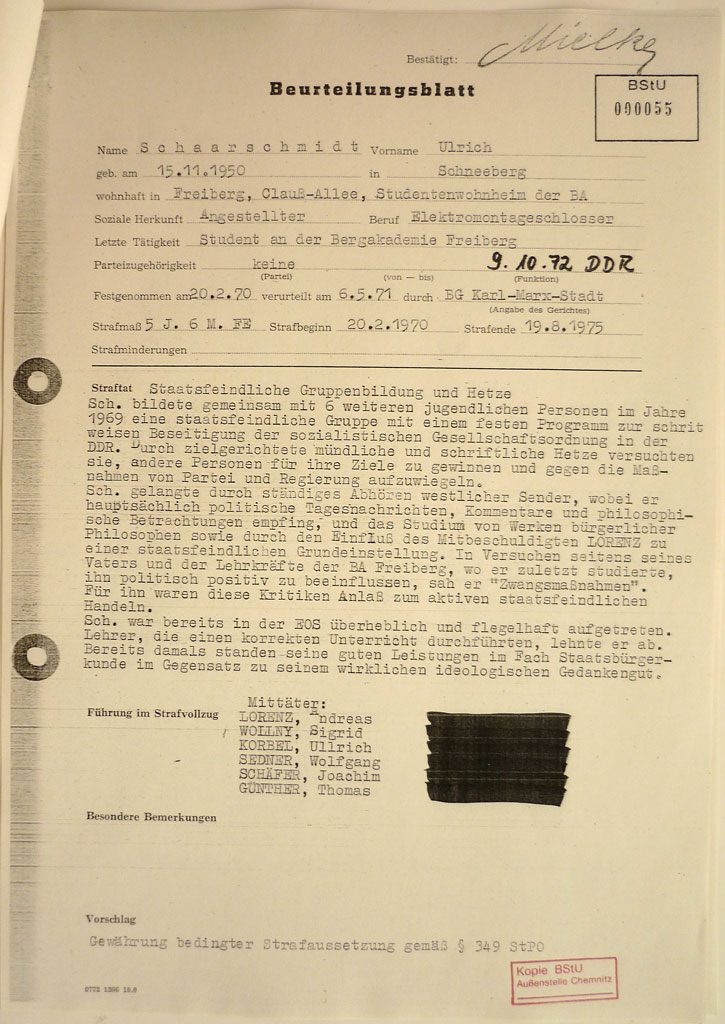 Bestätigt: Mielke
Beurteilungsblatt
BStU
000055
Name Schaarschmidt Vorname Ulrich
geb. am 15.11.1950 in Schneeberg
wohnhaft in Freiberg, Clauß-Allee, Studentenwohnheim der BA
Soziale Herkunft Angestellter Beruf Elektromontageschlosser
Letzte Tätigkeit Student an der Bergakademie Freiberg
Parteizugehörigkeit keine 9.10.72 DDR
(Partei) (von — bis) (Funktion)
Festgenommen am 20.2.70 verurteilt am 6.5.71 durch BG Karl-Marx-Stadt
(Angabe des Gerichtes)
Strafmaß 5 J. 6 M. FE Strafbeginn 20.2.1970 Strafende 19.8.1975
Strafminderungen
Straftat Staatsfeindliche Gruppenbildung und Hetze
Sch. bildete gemeinsam mit 6 weiteren jugendlichen Personen im Jahre
1969 eine staatsfeindliche Gruppe mit einem festen Programm zur schrit
weisen Beseitigung der sozialistischen Gesellschaftsordnung in der
DDR. Durch zielgerichtete mündliche und schriftliche Hetze versuchten
sie, andere Personen für ihre Ziele zu gewinnen und gegen die Maß-
nahmen von Partei und Regierung aufzuwiegeln.
Sch. gelangte durch ständiges Abhören westlicher Sender, wobei er
hauptsächlich politische Tagesnachrichten, Kommentare und philosophi-
sche Betrachtungen empfing, und das Studium von Werken bürgerlicher
Philosophen sowie durch den Einfluß des Mitbeschuldigten LORENZ zu
einer staatsfeindlichen Grundeinstellung. In Versuchen seitens seines
Vaters und der Lehrkräfte der BA Freiberg, wo er zuletzt studierte,
ihn politisch positiv zu beeinflussen, sah er "Zwangsmaßnahmen".
Für ihn waren diese Kritiken Anlaß zum aktiven staatsfeindlichen
Handeln.
Sch. war bereits in der EOS überheblich und flegelhaft aufgetreten.
Lehrer, die einen korrekten Unterricht durchführten, lehnte er ab.
Bereits damals standen seine guten Leistungen im Fach Staatsbürger-
kunde im Gegensatz zu seinem wirklichen ideologischen Gedankengut.
Mittäter:
Führung im Strafvollzug LORENZ, Andreas
WOLLNY, Sigrid
KORBEL, Ullrich
SEDNER, Wolfgang
SCHÄFER, Joachim
GÜNTHER, Thomas
Besondere Bemerkungen
Vorschlag
Gewährung bedingter Strafaussetzung gemäß § 349 StPO
Kopie BStU
Außenstelle Chemnitz